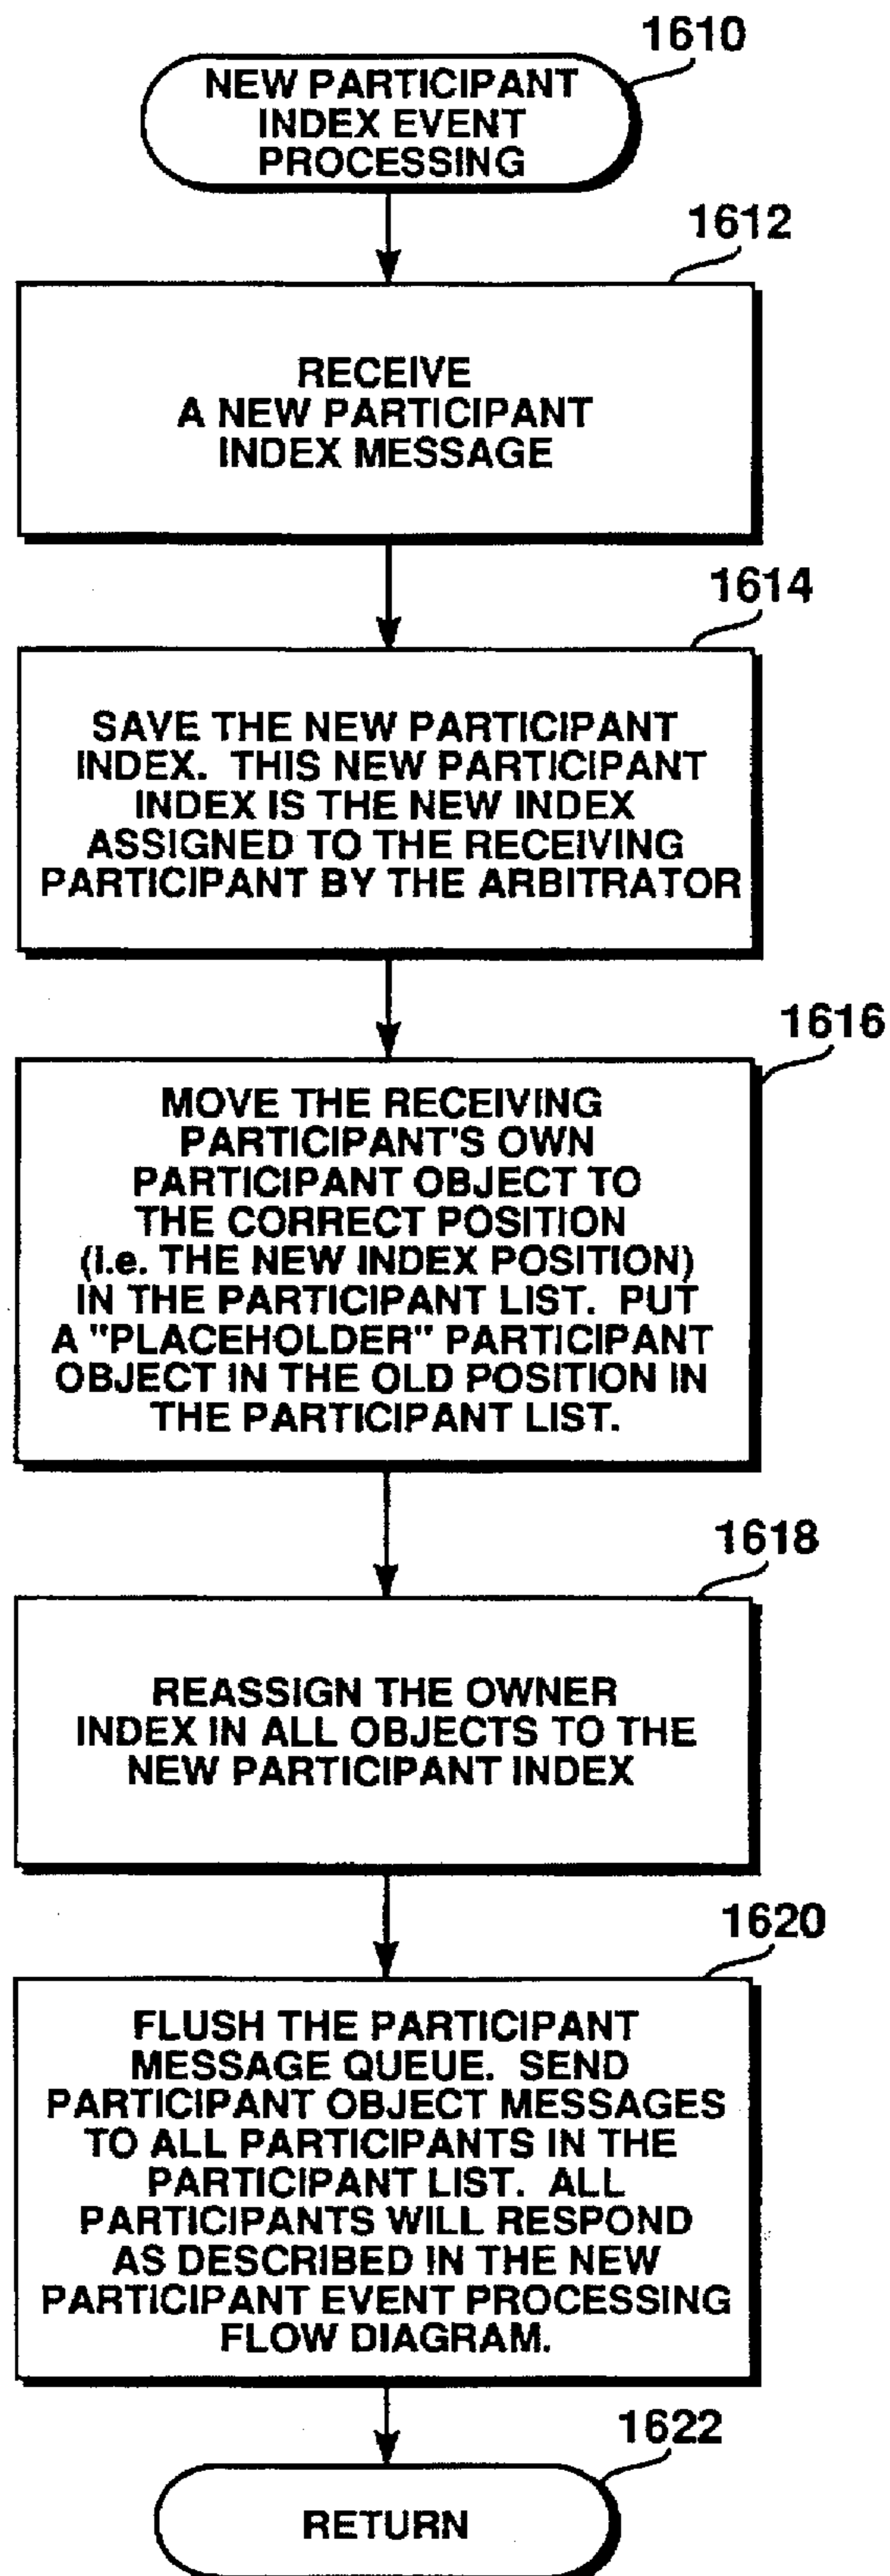 1610
NEW PARTICIPANT
INDEX EVENT
PROCESSING
1612
RECEIVE
A NEW PARTICIPANT
INDEX MESSAGE
1614
SAVE THE NEW PARTICIPANT
INDEX. THIS NEW PARTICIPANT
INDEX IS THE NEW INDEX
ASSIGNED TO THE RECEIVING
PARTICIPANT BY THE ARBITRATOR
1616
MOVE THE RECEIVING
PARTICIPANT'S OWN
PARTICIPANT OBJECT TO
THE CORRECT POSITION
(I.e. THE NEW INDEX POSITION)
IN THE PARTICIPANT LIST. PUT
A "PLACEHOLDER" PARTICIPANT
OBJECT IN THE OLD POSITION IN
THE PARTICIPANT LIST.
1618
REASSIGN THE OWNER
INDEX IN ALL OBJECTS TO THE
NEW PARTICIPANT INDEX
1620
FLUSH THE PARTICIPANT
MESSAGE QUEUE. SEND
PARTICIPANT OBJECT MESSAGES
TO ALL PARTICIPANTS IN THE
PARTICIPANT LIST. ALL
PARTICIPANTS WILL RESPOND
AS DESCRIBED IN THE NEW
PARTICIPANT EVENT PROCESSING
FLOW DIAGRAM.
1622
RETURN